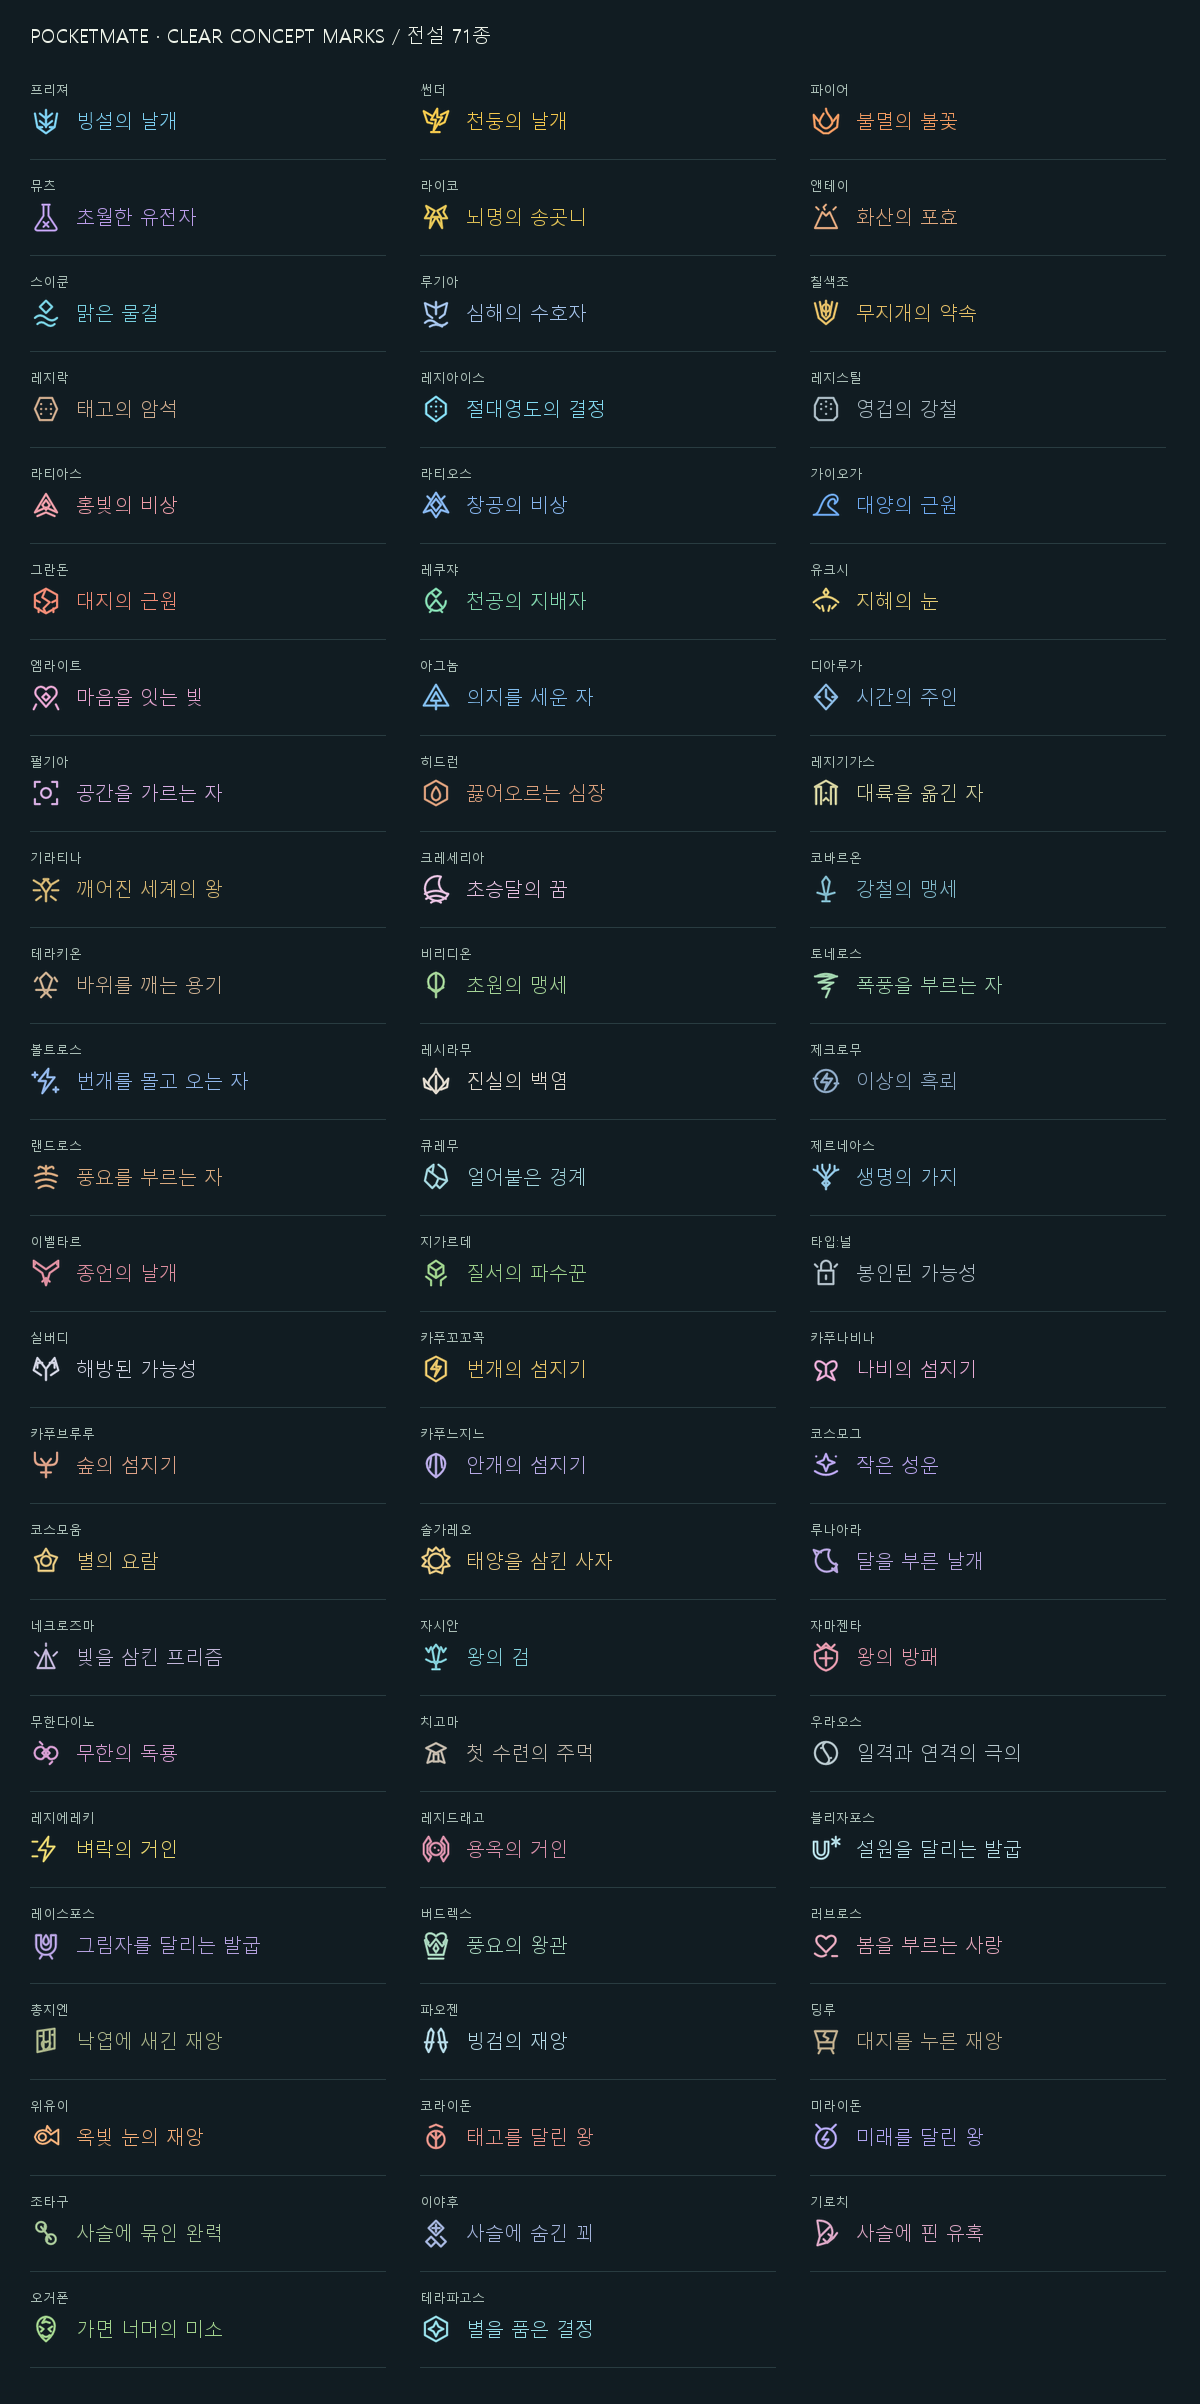 POCKETMATE · CLEAR CONCEPT MARKS / 전설 71종
프리져
빙설의 날개
썬더
천둥의 날개
파이어
불멸의 불꽃
뮤츠
초월한 유전자
라이코
뇌명의 송곳니
앤테이
화산의 포효
스이쿤
맑은 물결
루기아
심해의 수호자
칠색조
무지개의 약속
레지락
태고의 암석
레지아이스
절대영도의 결정
레지스틸
영겁의 강철
라티아스
홍빛의 비상
라티오스
창공의 비상
가이오가
대양의 근원
그란돈
대지의 근원
레쿠쟈
천공의 지배자
유크시
지혜의 눈
엠라이트
마음을 잇는 빛
아그놈
의지를 세운 자
디아루가
시간의 주인
펄기아
공간을 가르는 자
히드런
끓어오르는 심장
레지기가스
대륙을 옮긴 자
기라티나
깨어진 세계의 왕
크레세리아
초승달의 꿈
코바르온
강철의 맹세
테라키온
바위를 깨는 용기
비리디온
초원의 맹세
토네로스
폭풍을 부르는 자
볼트로스
번개를 몰고 오는 자
레시라무
진실의 백염
제크로무
이상의 흑뢰
랜드로스
풍요를 부르는 자
큐레무
얼어붙은 경계
제르네아스
생명의 가지
이벨타르
종언의 날개
지가르데
질서의 파수꾼
타입:널
봉인된 가능성
실버디
해방된 가능성
카푸꼬꼬꼭
번개의 섬지기
카푸나비나
나비의 섬지기
카푸브루루
숲의 섬지기
카푸느지느
안개의 섬지기
코스모그
작은 성운
코스모움
별의 요람
솔가레오
태양을 삼킨 사자
루나아라
달을 부른 날개
네크로즈마
빛을 삼킨 프리즘
자시안
왕의 검
자마젠타
왕의 방패
무한다이노
무한의 독룡
치고마
첫 수련의 주먹
우라오스
일격과 연격의 극의
레지에레키
벼락의 거인
레지드래고
용옥의 거인
블리자포스
설원을 달리는 발굽
레이스포스
그림자를 달리는 발굽
버드렉스
풍요의 왕관
러브로스
봄을 부르는 사랑
총지엔
낙엽에 새긴 재앙
파오젠
빙검의 재앙
딩루
대지를 누른 재앙
위유이
옥빛 눈의 재앙
코라이돈
태고를 달린 왕
미라이돈
미래를 달린 왕
조타구
사슬에 묶인 완력
이야후
사슬에 숨긴 꾀
기로치
사슬에 핀 유혹
오거폰
가면 너머의 미소
테라파고스
별을 품은 결정